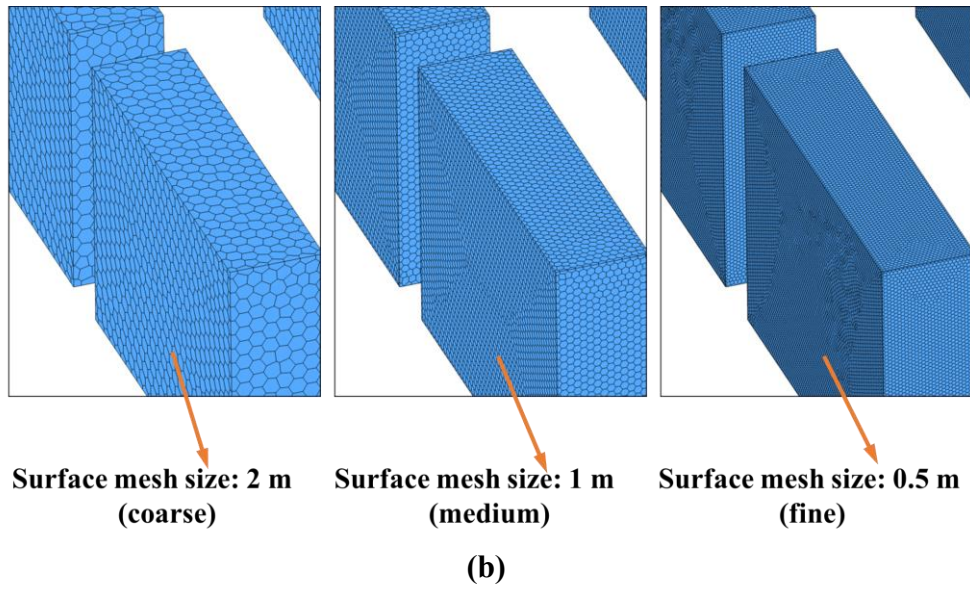 Surface mesh size: 2 m
(coarse)
Surface mesh size: 1 m
(medium)
Surface mesh size: 0.5 m
(fine)
(b)